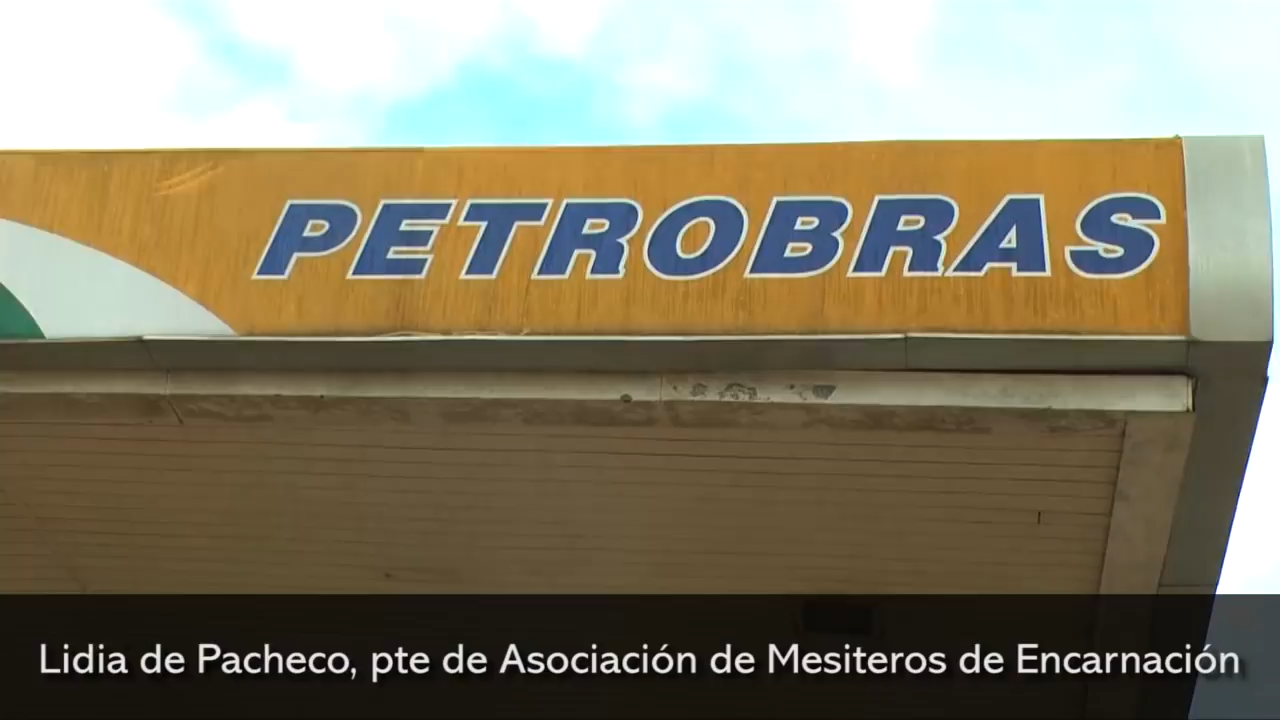 PETROBRAS
Lidia de Pacheco, pte de Asociación de Mesiteros de Encarnación